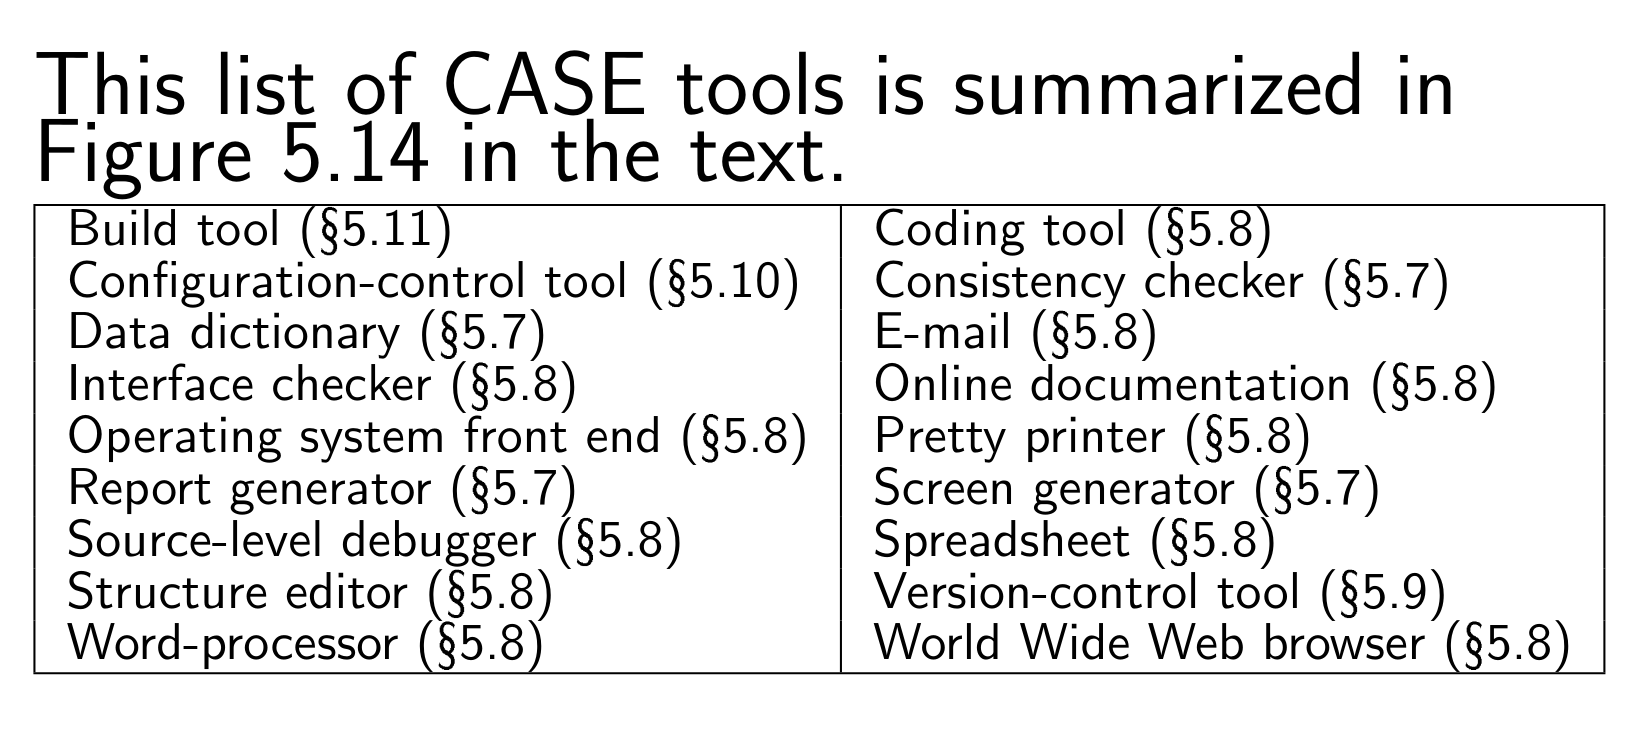 This list of CASE tools is summarized in
Figure 5.14 in the text.
Build tool (§5.11) Coding tool (§5.8)
Configuration-control tool (§5.10) Consistency checker (§5.7)
Data dictionary (§5.7) E-mail (§5.8)
Interface checker (§5.8) Online documentation (§5.8)
Operating system front end (§5.8) Pretty printer (§5.8)
Report generator (§5.7) Screen generator (§5.7)
Source-level debugger (§5.8) Spreadsheet (§5.8)
Structure editor (§5.8) Version-control tool (§5.9)
Word-processor (§5.8) World Wide Web browser (§5.8)